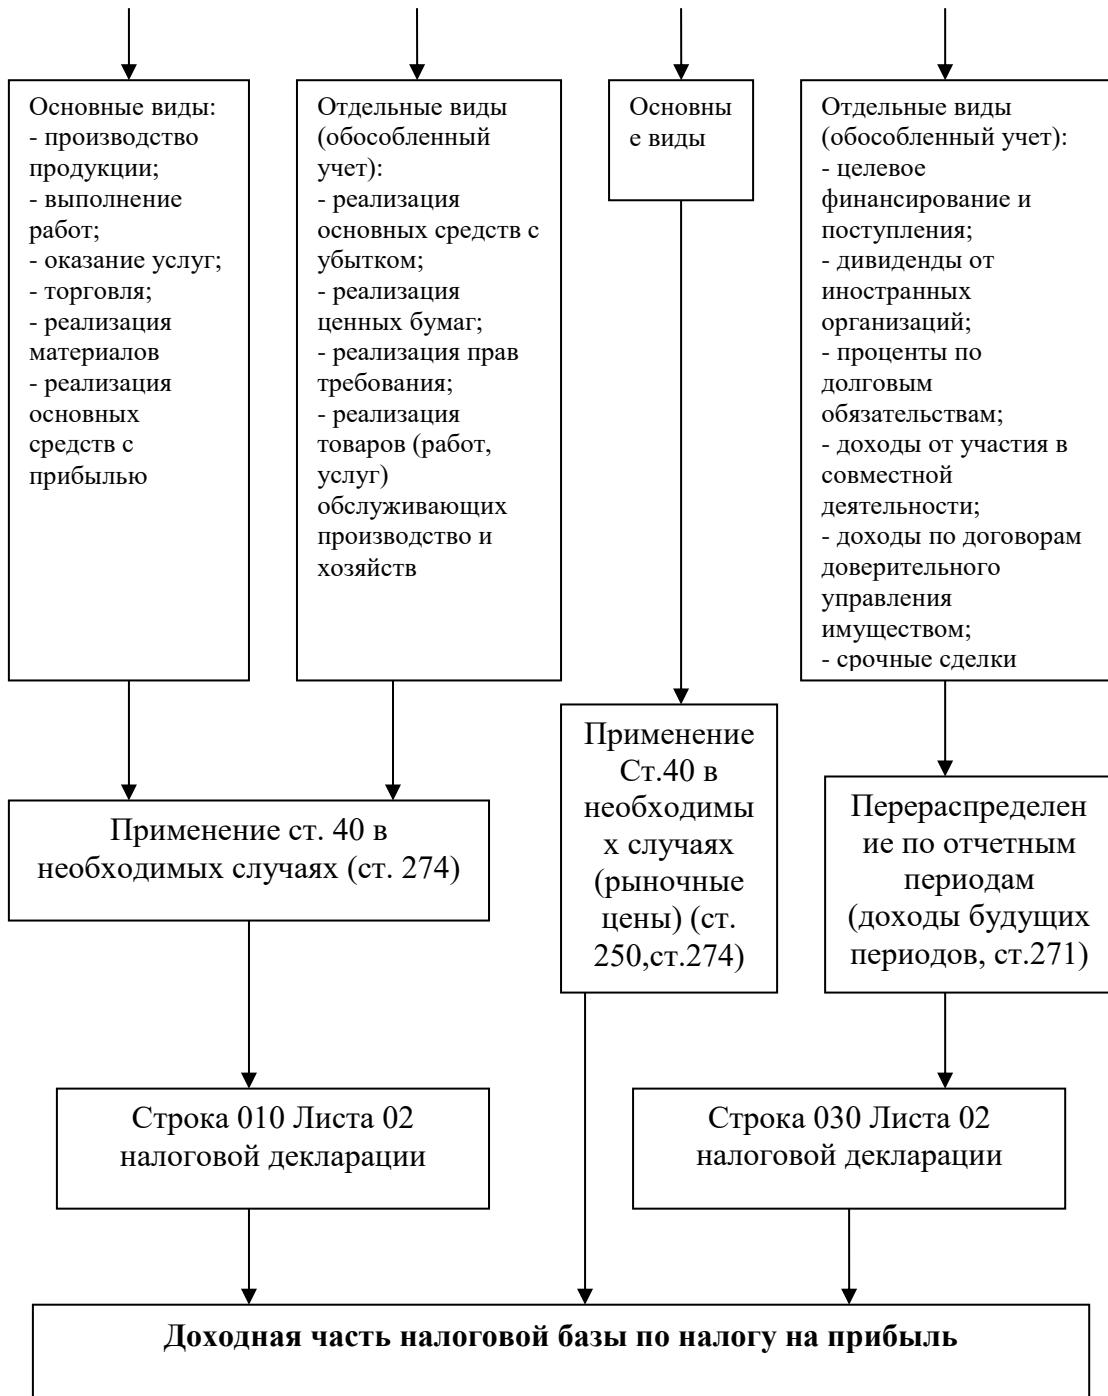 Основные виды:
- производство
продукции;
- выполнение
работ;
- оказание услуг;
- торговля;
- реализация
материалов
- реализация
основных
средств с
прибылью
Отдельные виды
(обособленный
учет):
- реализация
основных средств с
убытком;
- реализация
ценных бумаг;
- реализация прав
требования;
- реализация
товаров (работ,
услуг)
обслуживающих
производство и
хозяйств
Основны
е виды
Отдельные виды
(обособленный учет):
- целевое
финансирование и
поступления;
- дивиденды от
иностранных
организаций;
- проценты по
долговым
обязательствам;
- доходы от участия в
совместной
деятельности;
- доходы по договорам
доверительного
управления
имуществом;
- срочные сделки
Применение ст. 40 в
необходимых случаях (ст. 274)
Применение
Ст.40 в
необходимы
х случаях
(рыночные
цены) (ст.
250,ст.274)
Перераспределен
ие по отчетным
периодам
(доходы будущих
периодов, ст.271)
Строка 010 Листа 02
налоговой декларации
Строка 030 Листа 02
налоговой декларации
Доходная часть налоговой базы по налогу на прибыль